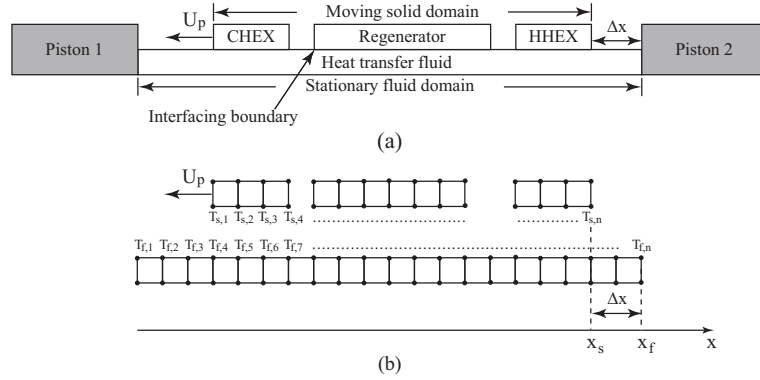 Moving solid domain
Up
CHEX
Regenerator
HHEX
Δx
Piston 1
Piston 2
Heat transfer fluid
Stationary fluid domain
Interfacing boundary
(a)
Up
Ts,1 Ts,2 Ts,3 Ts,4 Ts,n
Tf,1 Tf,2 Tf,3 Tf,4 Tf,5 Tf,6 Tf,7 Tf,n
Δx
xs xf x
(b)